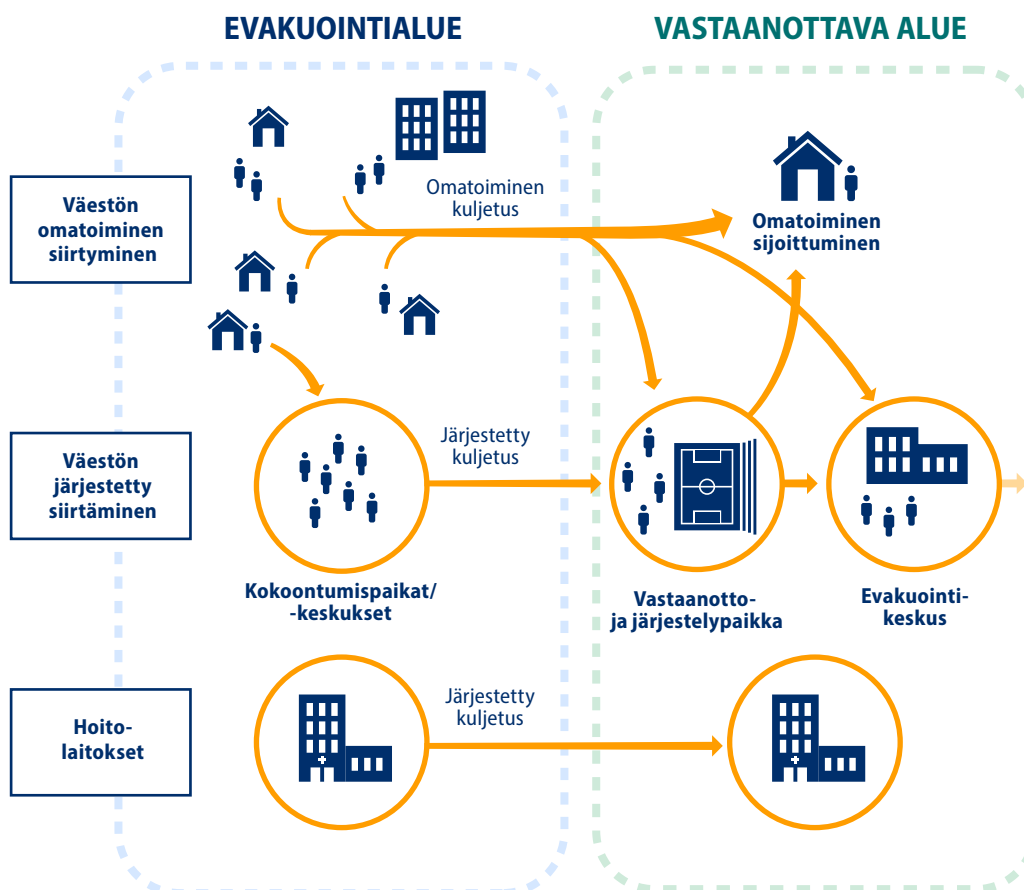 EVAKUOINTIALUE
VASTAANOTTAVA ALUE
Väestön
omatoiminen
siirtyminen
Omatoiminen
kuljetus
Omatoiminen
sijoittuminen
Väestön
järjestetty
siirtäminen
Järjestetty
kuljetus
Kokoontumispaikat/
-keskukset
Vastaanotto-
ja järjestelypaikka
Evakuointi-
keskus
Hoito-
laitokset
Järjestetty
kuljetus